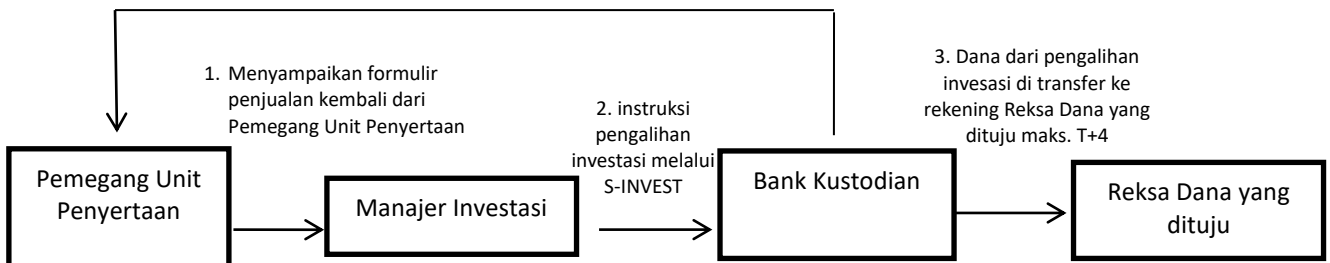 1. Menyampaikan formulir
penjualan kembali dari
Pemegang Unit Penyertaan
2. instruksi
pengalihan
investasi melalui
S-INVEST
3. Dana dari pengalihan
invesasi di transfer ke
rekening Reksa Dana yang
dituju maks. T+4
Pemegang Unit
Penyertaan
Manajer Investasi
Bank Kustodian
Reksa Dana yang
dituju